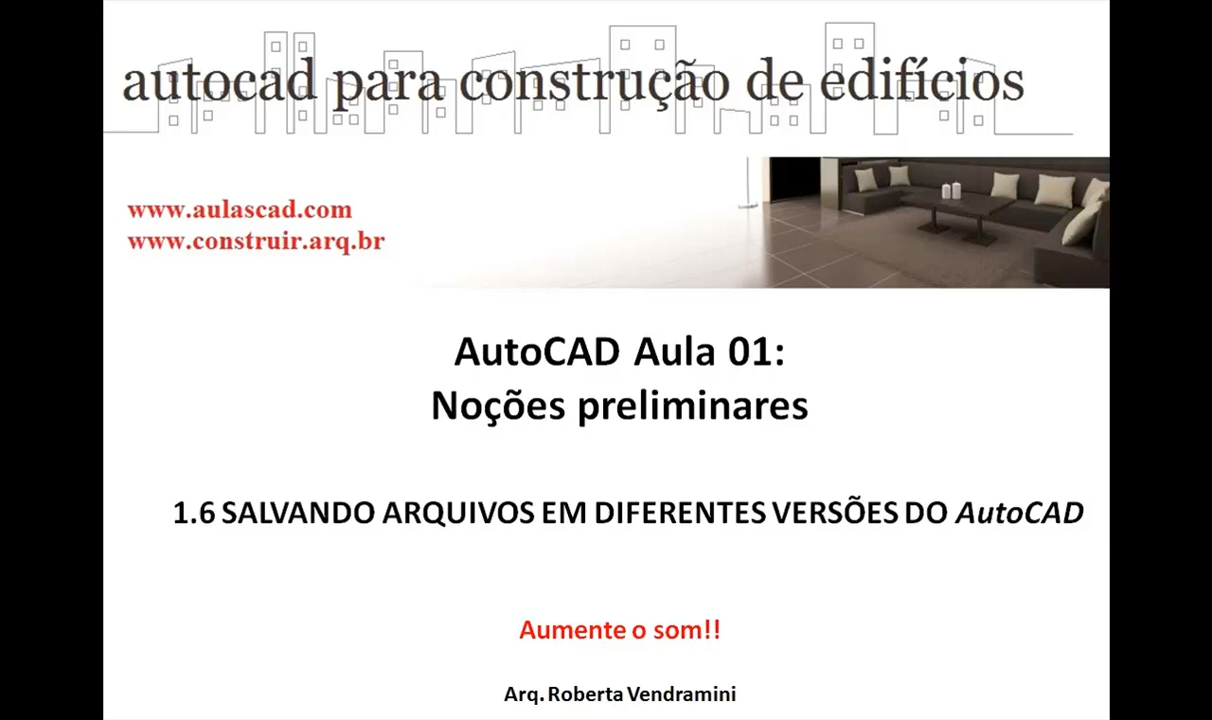 autocad para construção de edifícios
www.aulascad.com
www.construir.arq.br
AutoCAD Aula 01:
Noções preliminares
1.6 SALVANDO ARQUIVOS EM DIFERENTES VERSÕES DO AutoCAD
Aumente o som!!
Arq. Roberta Vendramini